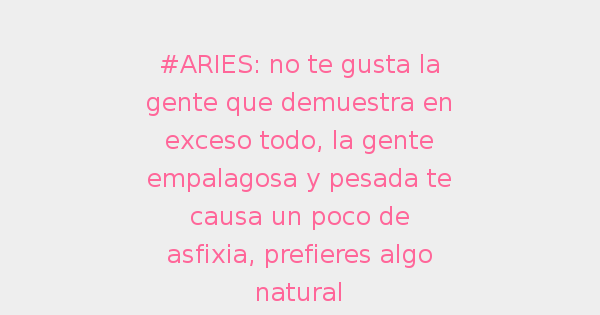 #ARIES: no te gusta la
gente que demuestra en
exceso todo, la gente
empalagosa y pesada te
causa un poco de
asfixia, prefieres algo
natural